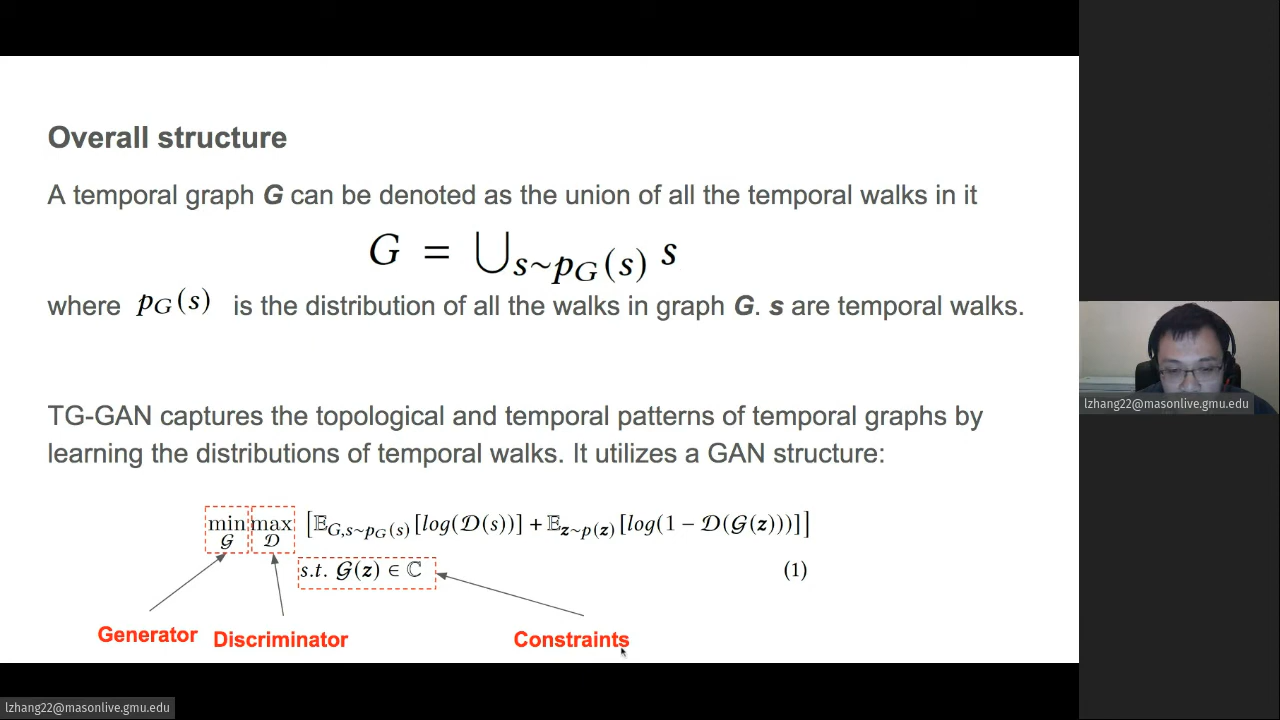 Overall structure
A temporal graph G can be denoted as the union of all the temporal walks in it
G = ⋃s~pG(s) s
where pG(s) is the distribution of all the walks in graph G. s are temporal walks.
TG-GAN captures the topological and temporal patterns of temporal graphs by
learning the distributions of temporal walks. It utilizes a GAN structure:
min max [𝔼G,s~pG(s)[log(𝒟(s))] + 𝔼z~p(z)[log(1 − 𝒟(𝒢(z)))]]
𝒢 𝒟
s.t. 𝒢(z) ∈ ℂ (1)
Generator Discriminator Constraints
lzhang22@masonlive.gmu.edu
lzhang22@masonlive.gmu.edu